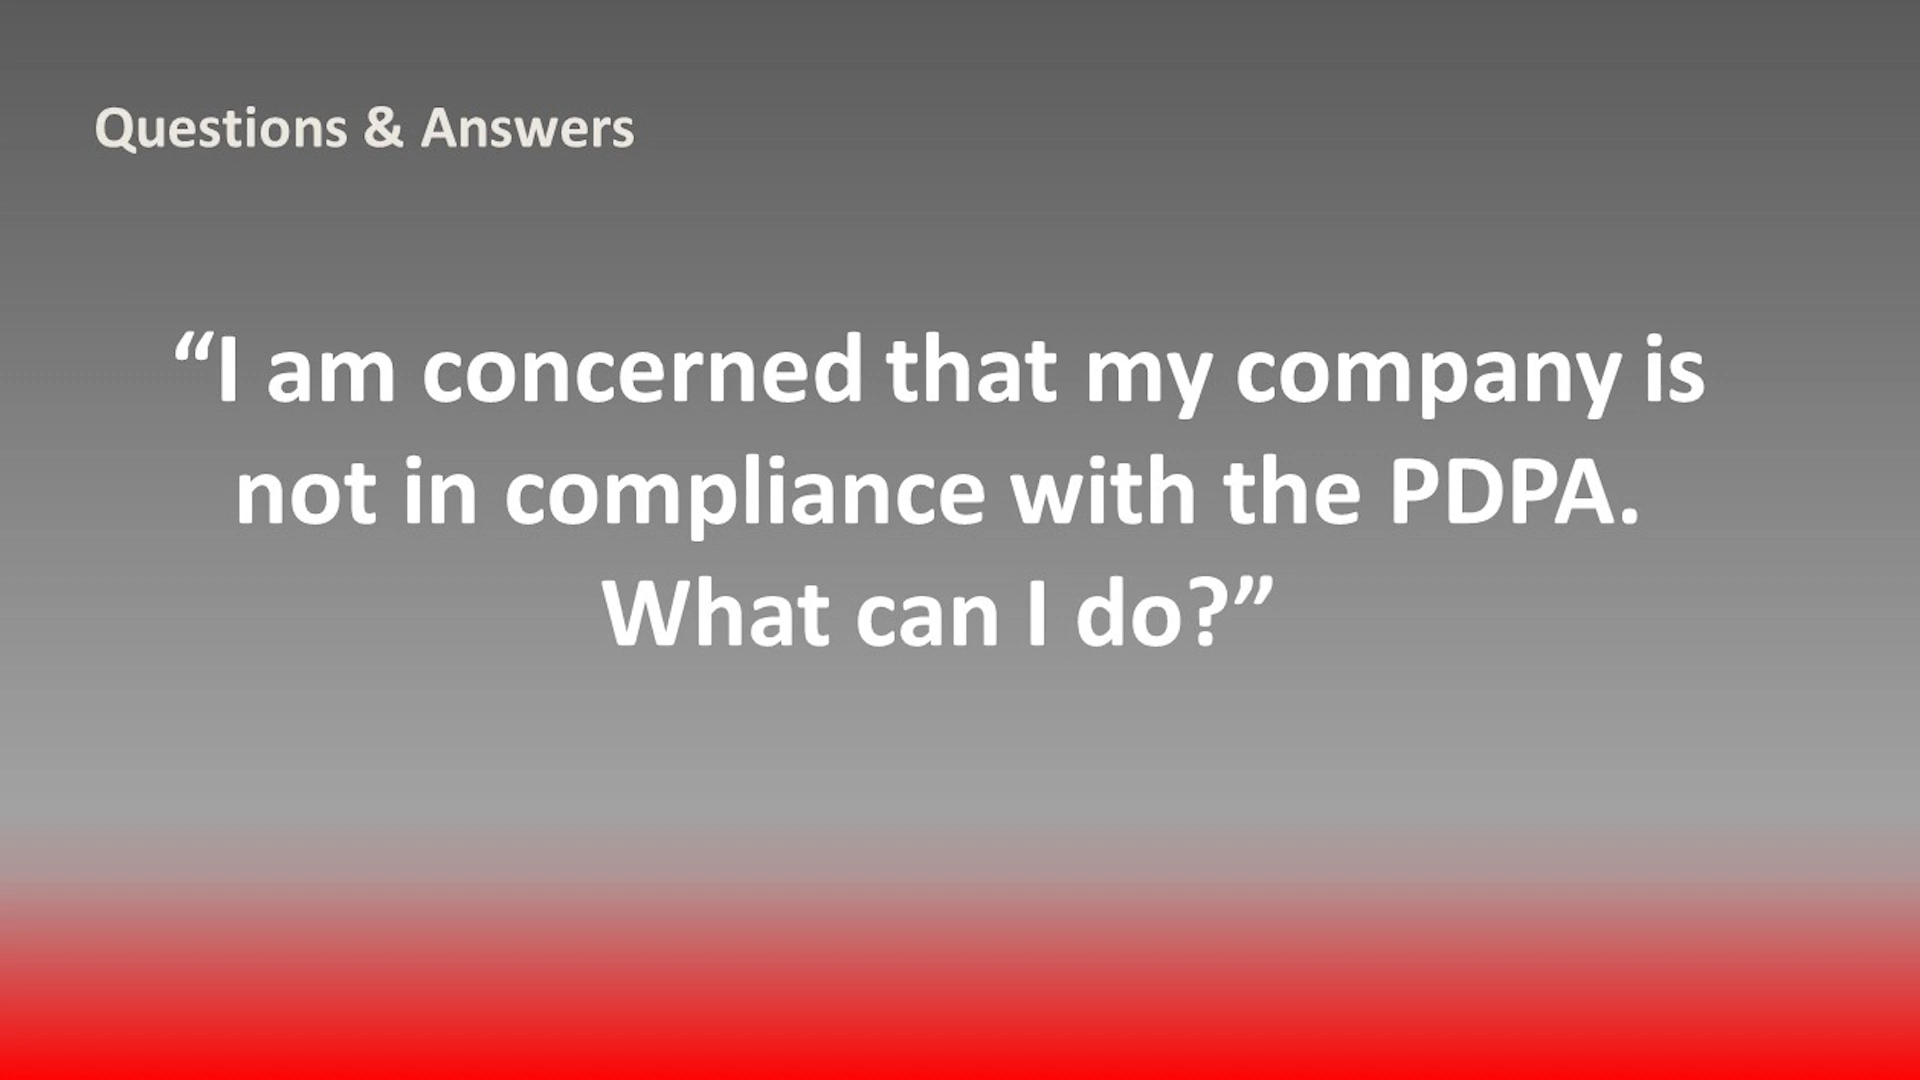 Questions & Answers
“I am concerned that my company is
not in compliance with the PDPA.
What can I do?”